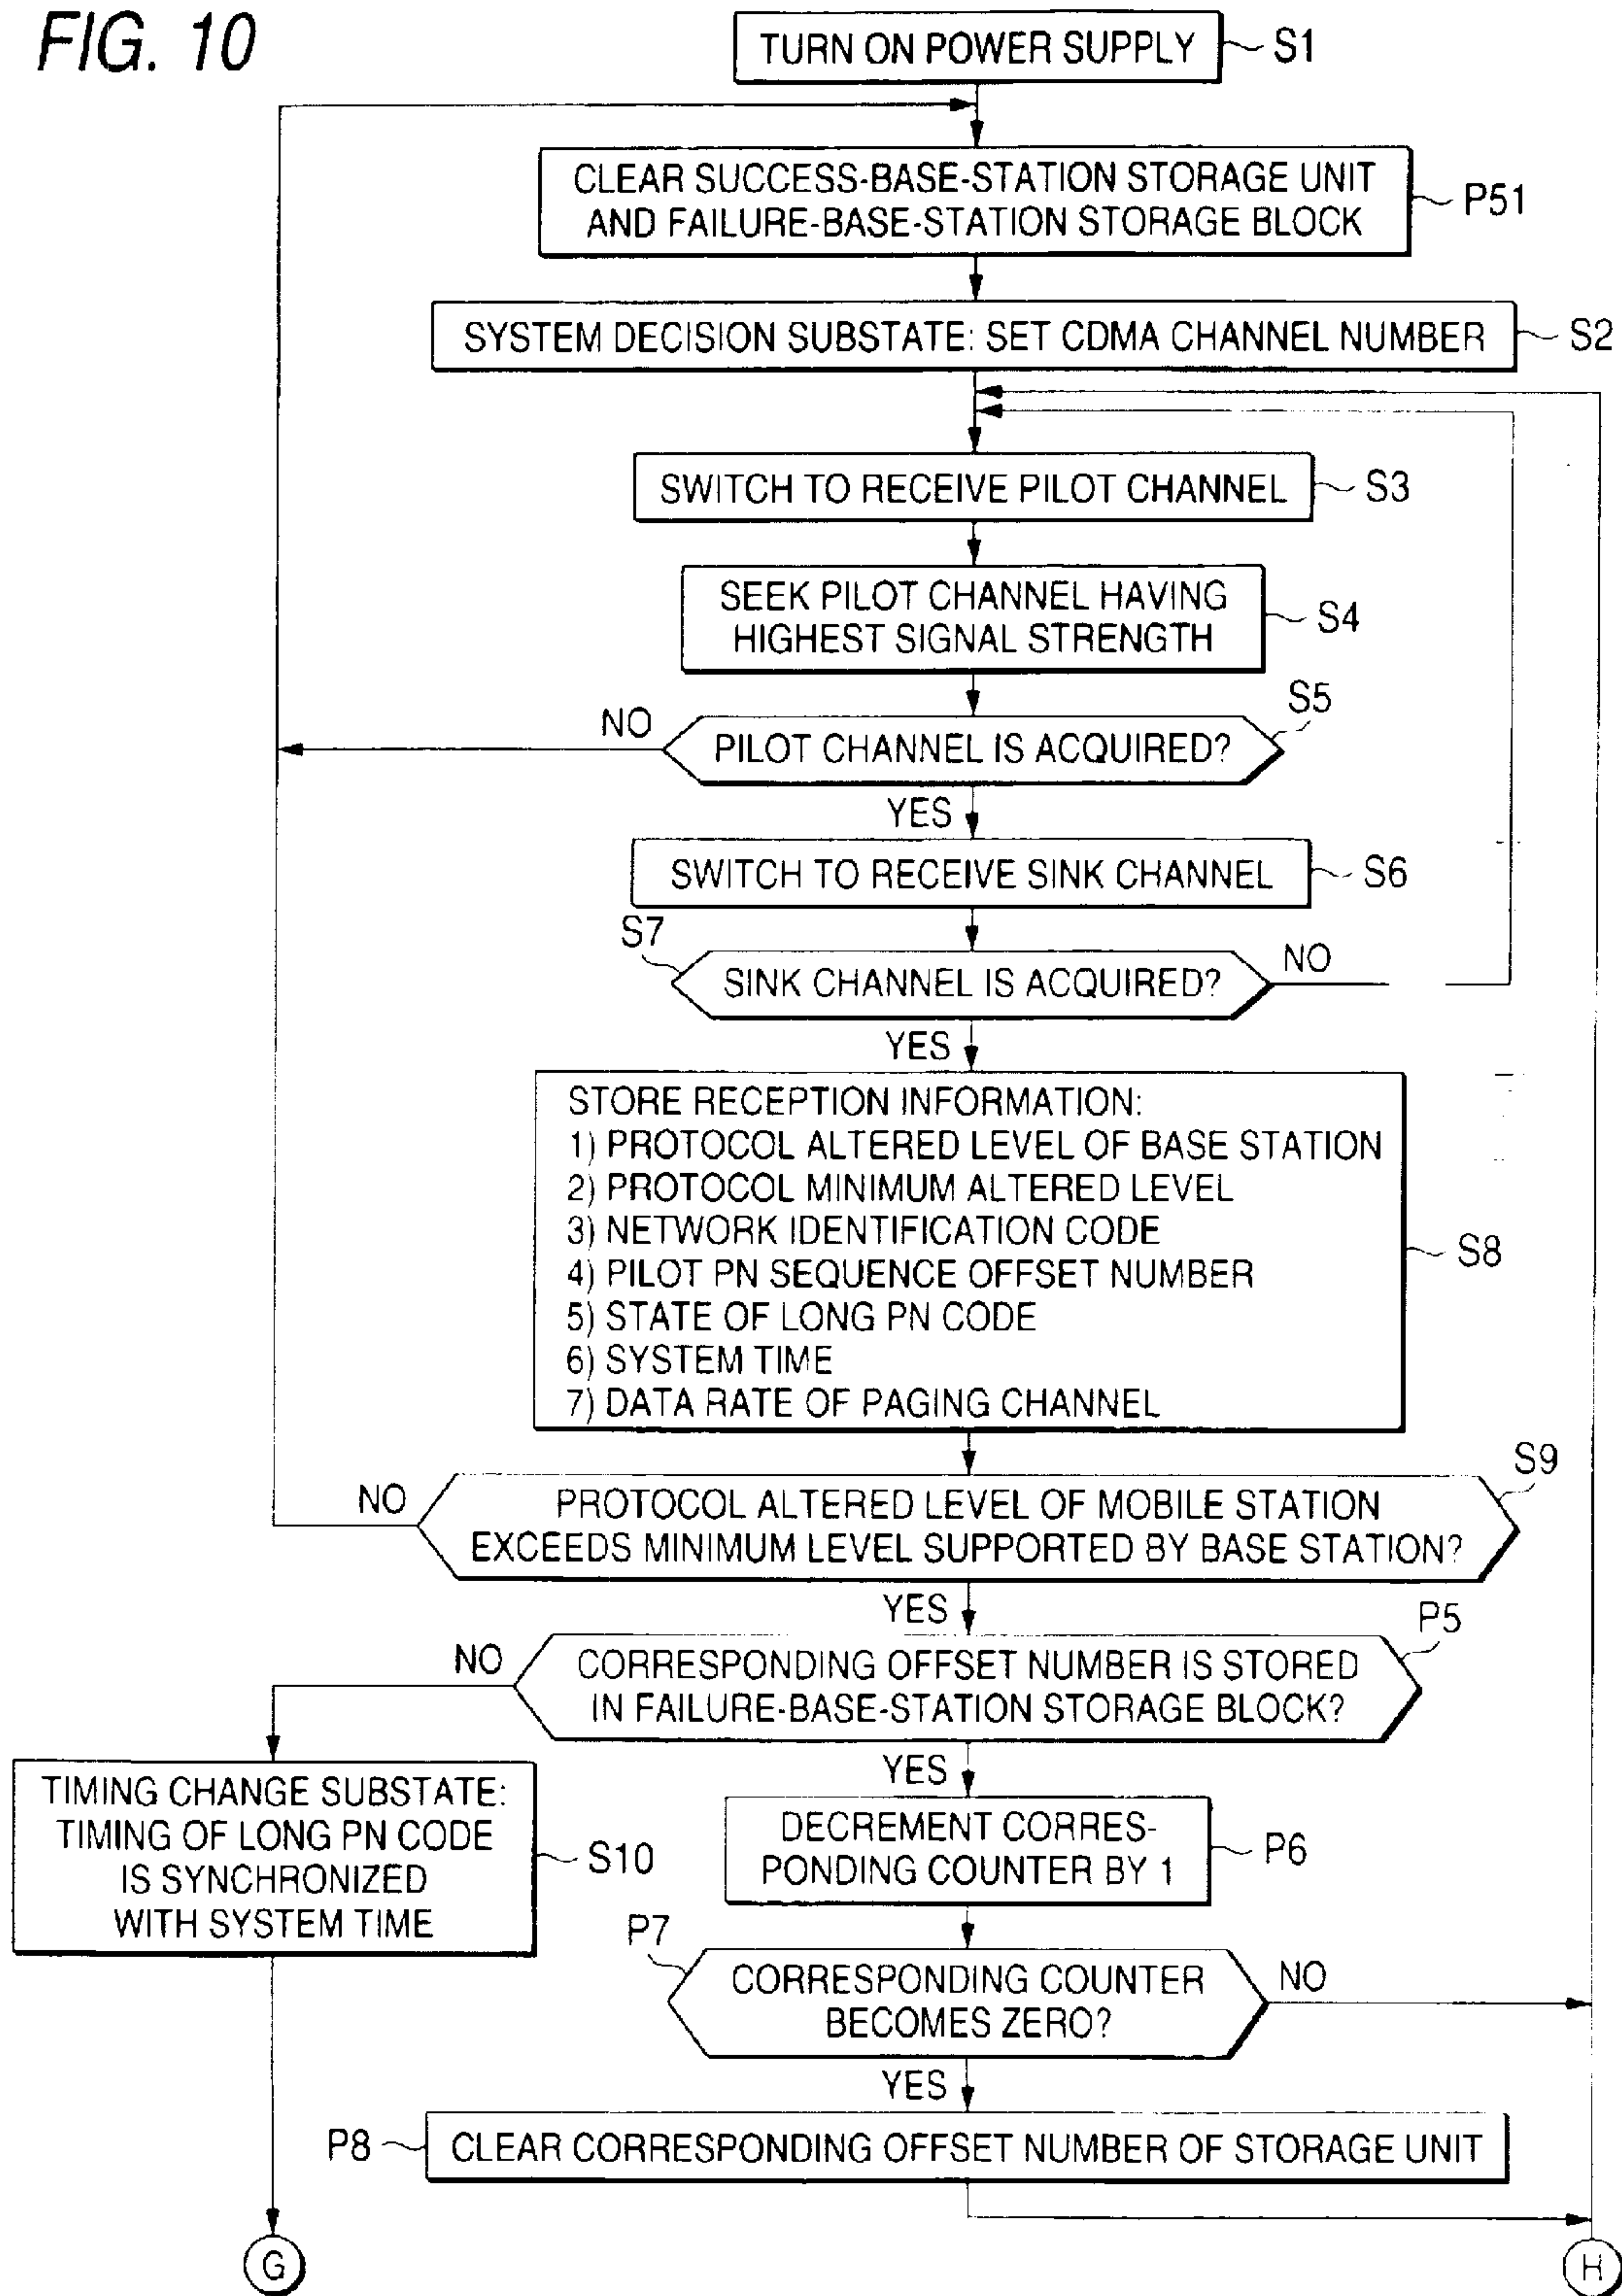 FIG. 10
TURN ON POWER SUPPLY
S1
CLEAR SUCCESS-BASE-STATION STORAGE UNIT
AND FAILURE-BASE-STATION STORAGE BLOCK
P51
SYSTEM DECISION SUBSTATE: SET CDMA CHANNEL NUMBER
S2
SWITCH TO RECEIVE PILOT CHANNEL
S3
SEEK PILOT CHANNEL HAVING
HIGHEST SIGNAL STRENGTH
S4
S5
NO
PILOT CHANNEL IS ACQUIRED?
YES
SWITCH TO RECEIVE SINK CHANNEL
S6
S7
SINK CHANNEL IS ACQUIRED?
NO
YES
STORE RECEPTION INFORMATION:
1) PROTOCOL ALTERED LEVEL OF BASE STATION
2) PROTOCOL MINIMUM ALTERED LEVEL
3) NETWORK IDENTIFICATION CODE
4) PILOT PN SEQUENCE OFFSET NUMBER
5) STATE OF LONG PN CODE
6) SYSTEM TIME
7) DATA RATE OF PAGING CHANNEL
S8
S9
NO
PROTOCOL ALTERED LEVEL OF MOBILE STATION
EXCEEDS MINIMUM LEVEL SUPPORTED BY BASE STATION?
YES
P5
NO
CORRESPONDING OFFSET NUMBER IS STORED
IN FAILURE-BASE-STATION STORAGE BLOCK?
YES
TIMING CHANGE SUBSTATE:
TIMING OF LONG PN CODE
IS SYNCHRONIZED
WITH SYSTEM TIME
S10
DECREMENT CORRES-
PONDING COUNTER BY 1
P6
P7
CORRESPONDING COUNTER
BECOMES ZERO?
NO
YES
P8
CLEAR CORRESPONDING OFFSET NUMBER OF STORAGE UNIT
G
H